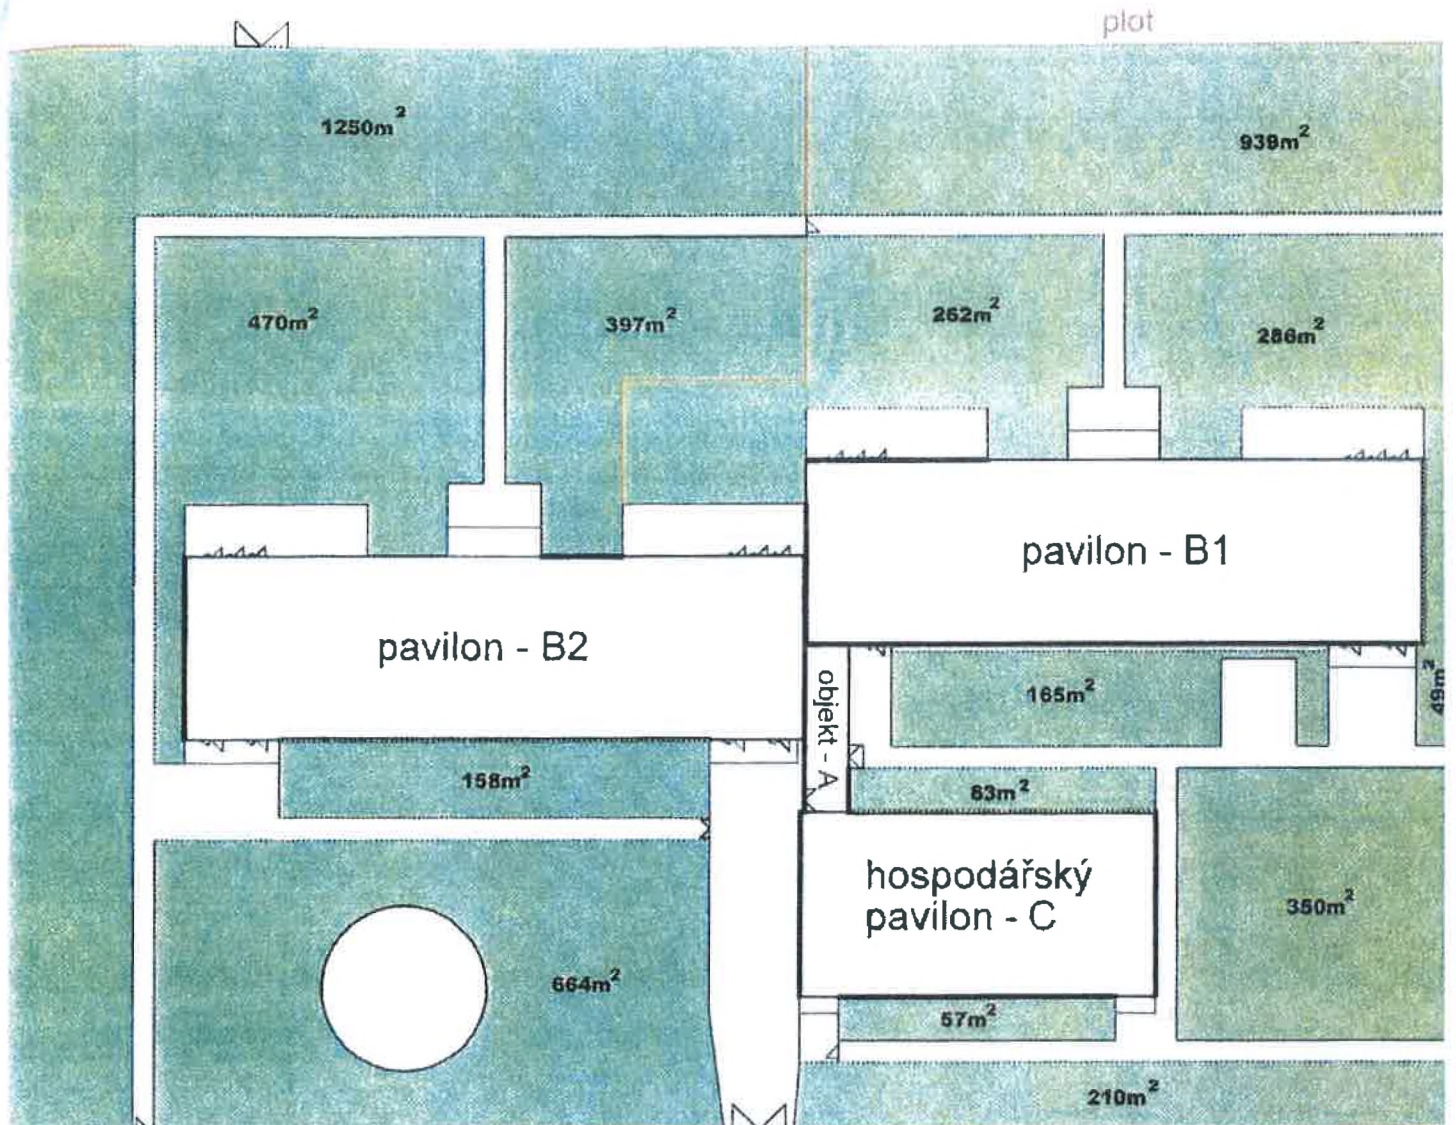 plot
1250m²
939m²
470m²
397m²
262m²
286m²
pavilon - B1
pavilon - B2
objekt - A
165m²
49m²
158m²
83m²
hospodářský
pavilon - C
350m²
664m²
57m²
210m²